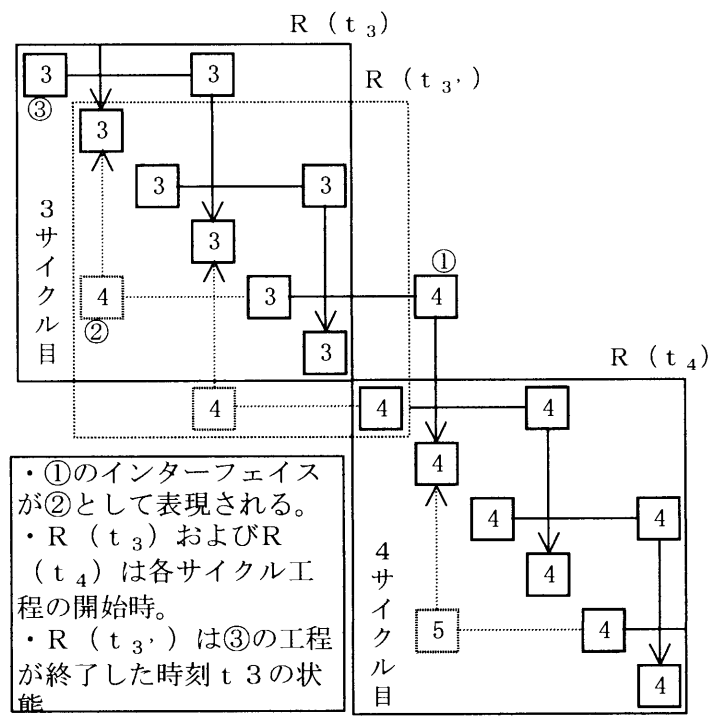 R（t₃）
3 3
③
R（t₃'）
3
3 3
3サイクル目
3
①
4 3 4
②
3
R（t₄）
4 4 4
4
・①のインターフェイス
が②として表現される。
・R（t₃）およびR
（t₄）は各サイクル工
程の開始時。
・R（t₃'）は③の工程
が終了した時刻t3の状
態
4 4
4サイクル目
4
5 4
4